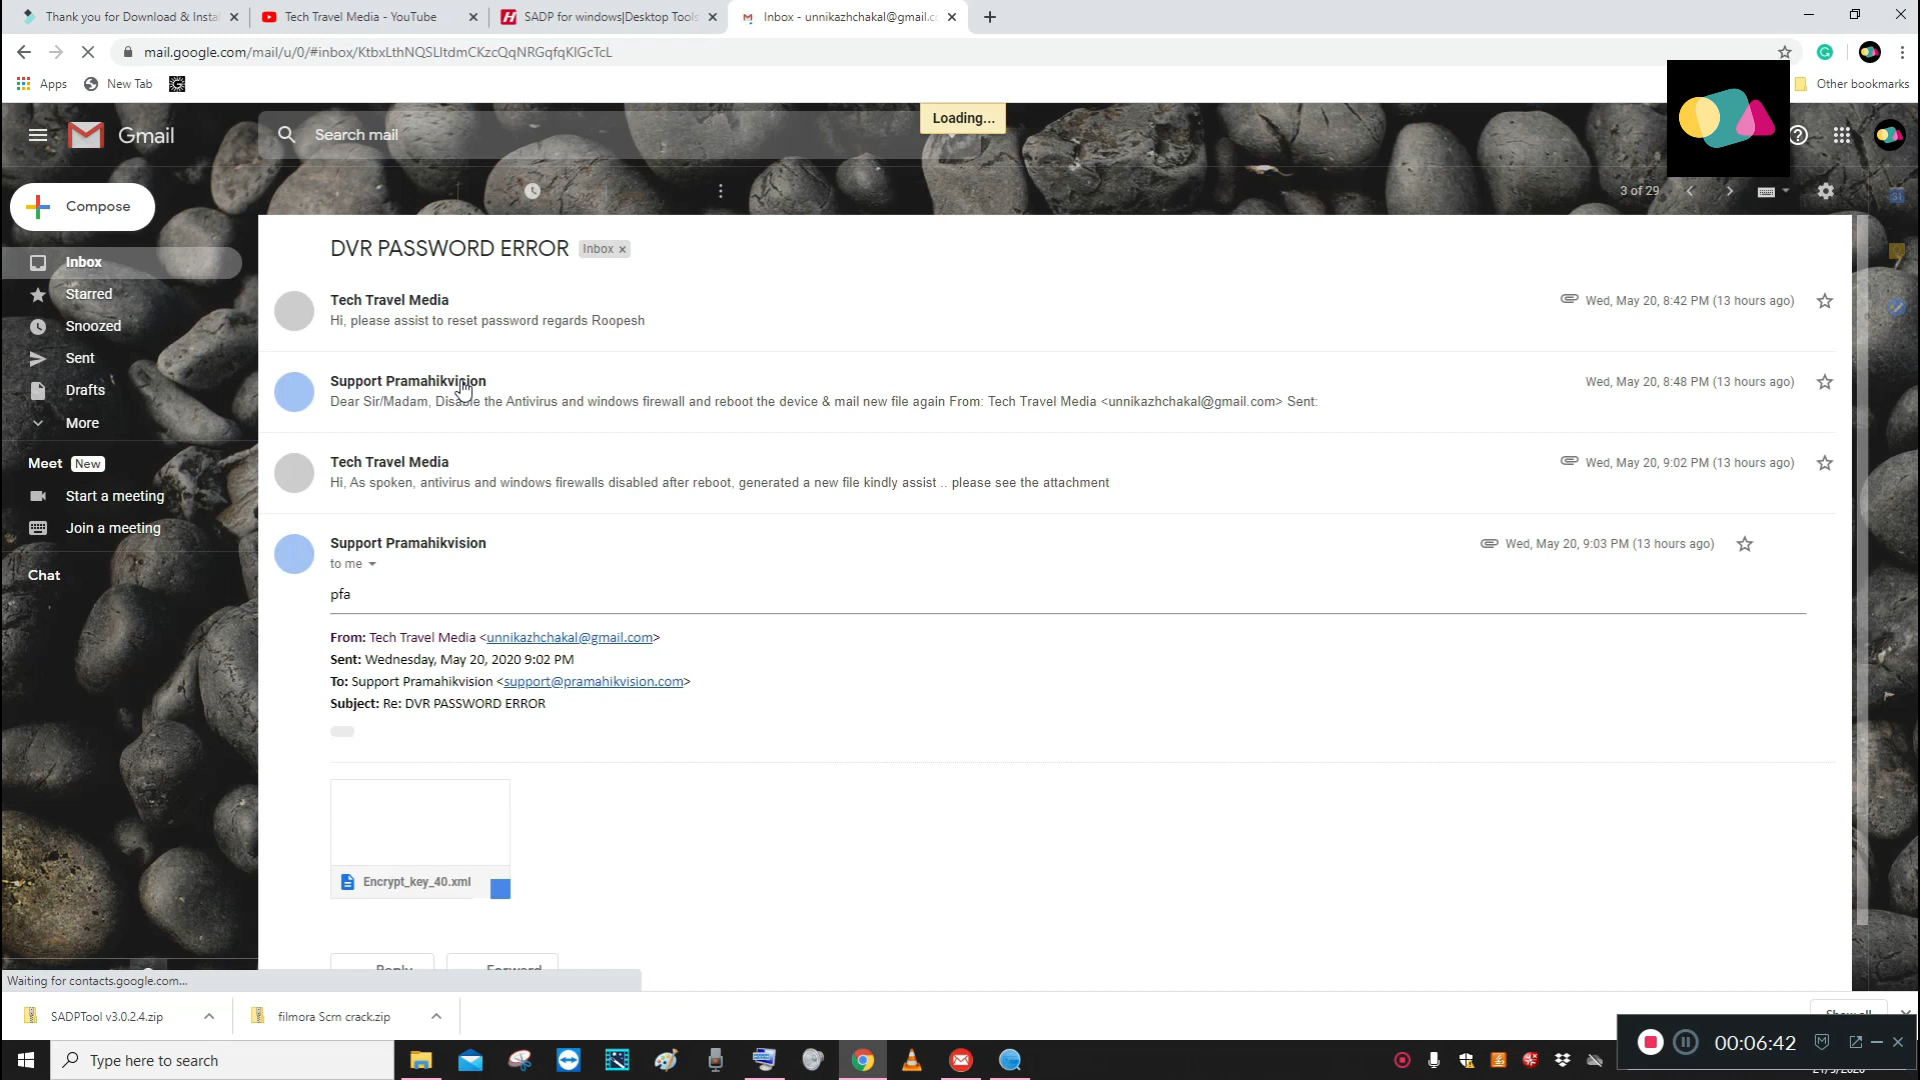 Thank you for Download & Insta
Tech Travel Media - YouTube
SADP for windows|Desktop Tools
Inbox - unnikazhchakal@gmail.c
mail.google.com/mail/u/0/#inbox/KtbxLthNQSLltdmCKzcQqNRGqfqKlGcTcL
Apps
New Tab
Other bookmarks
Loading...
Gmail
Search mail
Compose
3 of 29
DVR PASSWORD ERROR
Inbox x
Inbox
Starred
Snoozed
Sent
Drafts
More
Meet
New
Start a meeting
Join a meeting
Chat
Tech Travel Media
Wed, May 20, 8:42 PM (13 hours ago)
Hi, please assist to reset password regards Roopesh
Support Pramahikvision
Wed, May 20, 8:48 PM (13 hours ago)
Dear Sir/Madam, Disable the Antivirus and windows firewall and reboot the device & mail new file again From: Tech Travel Media <unnikazhchakal@gmail.com> Sent:
Tech Travel Media
Wed, May 20, 9:02 PM (13 hours ago)
Hi, As spoken, antivirus and windows firewalls disabled after reboot, generated a new file kindly assist .. please see the attachment
Support Pramahikvision
Wed, May 20, 9:03 PM (13 hours ago)
to me
pfa
From: Tech Travel Media <unnikazhchakal@gmail.com>
Sent: Wednesday, May 20, 2020 9:02 PM
To: Support Pramahikvision <support@pramahikvision.com>
Subject: Re: DVR PASSWORD ERROR
Encrypt_key_40.xml
Reply
Forward
Waiting for contacts.google.com...
SADPTool v3.0.2.4.zip
filmora Scrn crack.zip
Show all
Type here to search
00:06:42